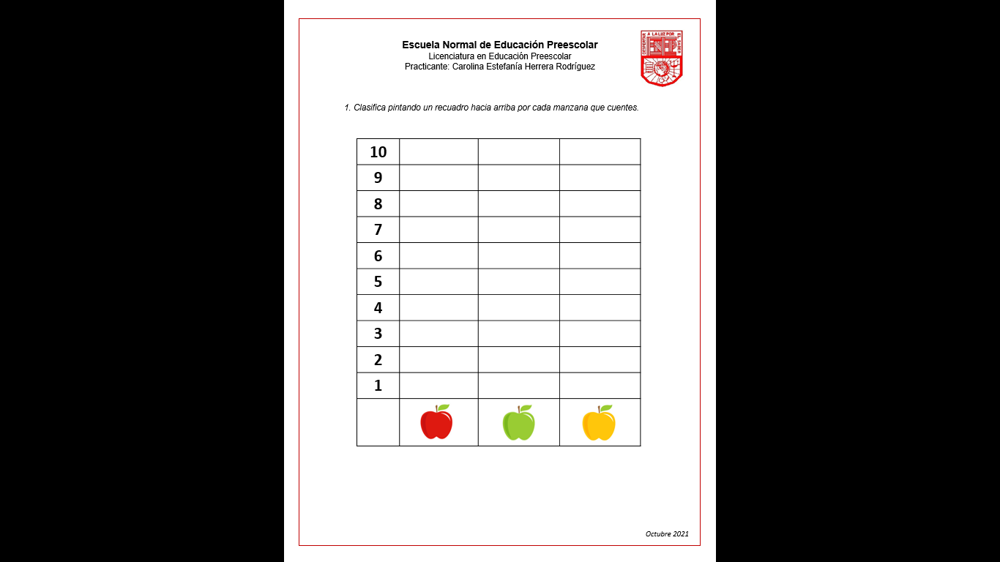 Escuela Normal de Educación Preescolar
Licenciatura en Educación Preescolar
Practicante: Carolina Estefanía Herrera Rodríguez
DESPERTAR A LA LUZ POR EL SABER
ENEP
1. Clasifica pintando un recuadro hacia arriba por cada manzana que cuentes.
10
9
8
7
6
5
4
3
2
1
Octubre 2021